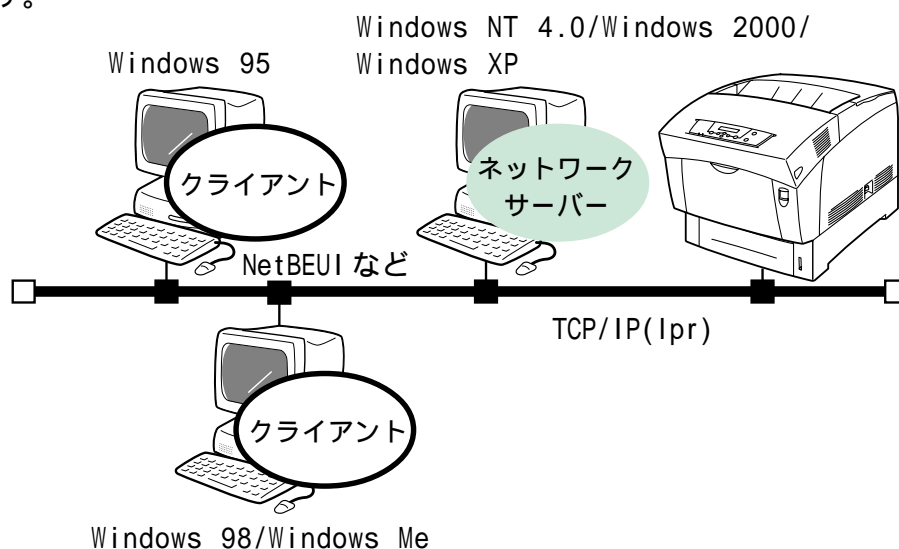 す。
Windows NT 4.0/Windows 2000/
Windows XP
Windows 95
クライアント
ネットワーク
サーバー
NetBEUI など
TCP/IP(lpr)
クライアント
Windows 98/Windows Me